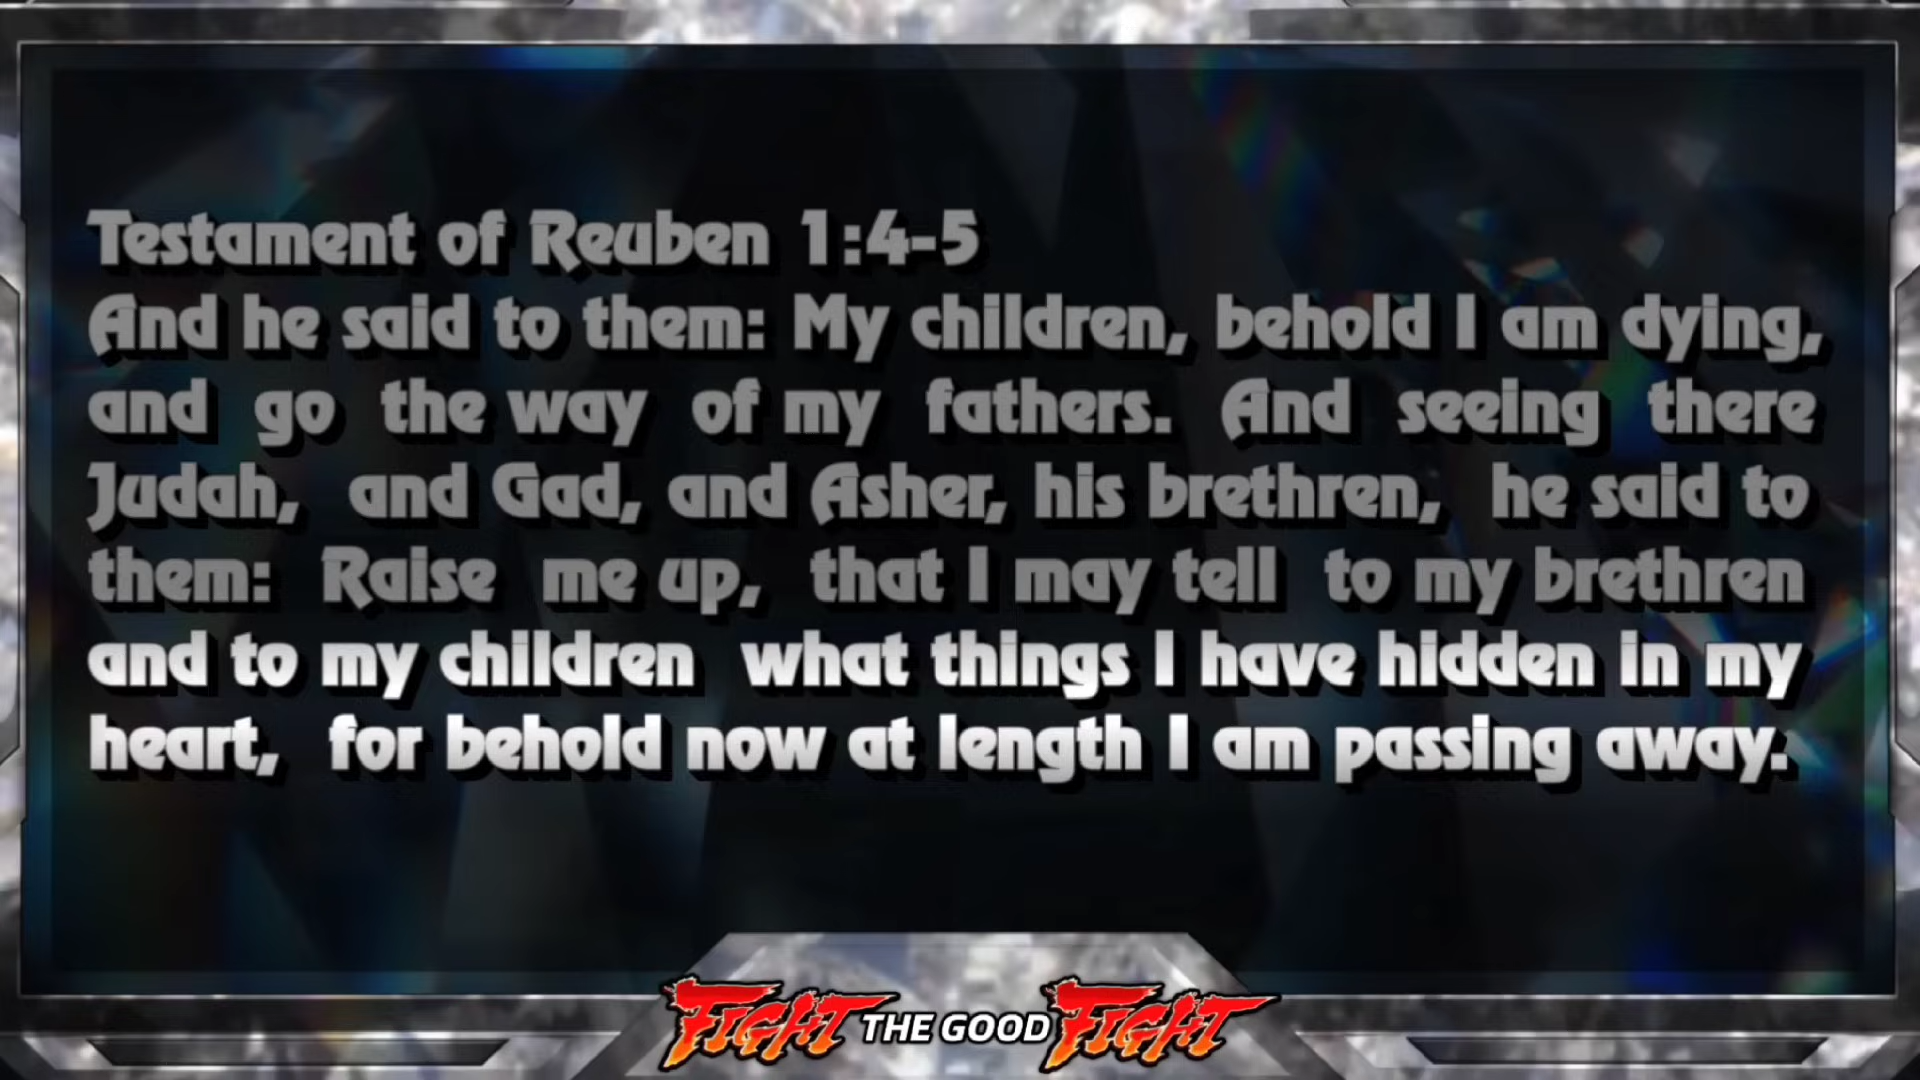 Testament of Reuben 1:4-5
And he said to them: My children, behold I am dying,
and go the way of my fathers. And seeing there
Judah, and Gad, and Asher, his brethren, he said to
them: Raise me up, that I may tell to my brethren
and to my children what things I have hidden in my
heart, for behold now at length I am passing away.
FIGHT THE GOOD FIGHT